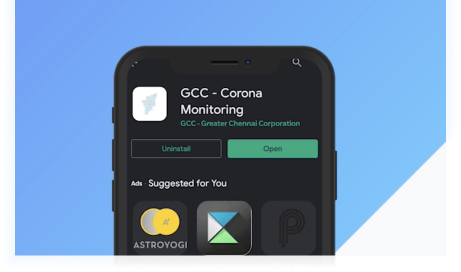 GCC - Corona
Monitoring
GCC - Greater Chennai Corporation
Uninstall
Open
Ads · Suggested for You
ASTROYOGI